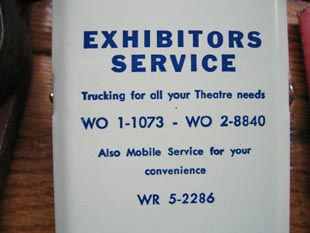 EXHIBITORS
SERVICE
Trucking for all your Theatre needs
WO 1-1073 - WO 2-8840
Also Mobile Service for your
convenience
WR 5-2286